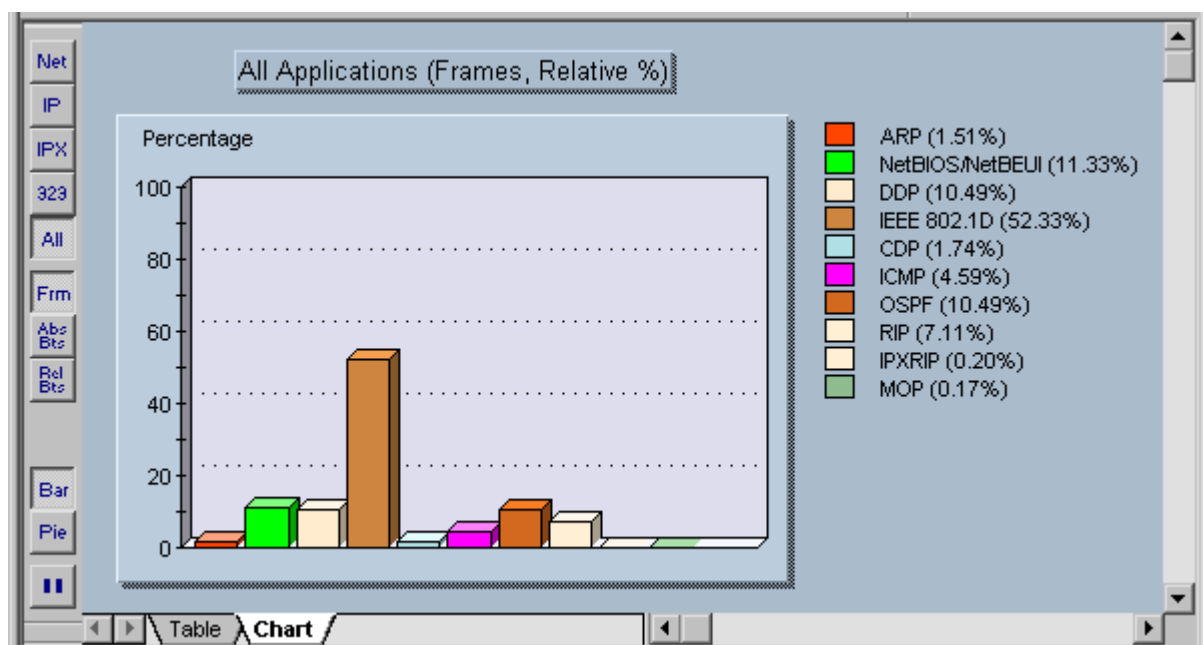 Net
IP
IPX
323
All
Frm
Abs
Bts
Rel
Bts
Bar
Pie
All Applications (Frames, Relative %)
Percentage
100
80
60
40
20
0
ARP (1.51%)
NetBIOS/NetBEUI (11.33%)
DDP (10.49%)
IEEE 802.1D (52.33%)
CDP (1.74%)
ICMP (4.59%)
OSPF (10.49%)
RIP (7.11%)
IPXRIP (0.20%)
MOP (0.17%)
Table Chart